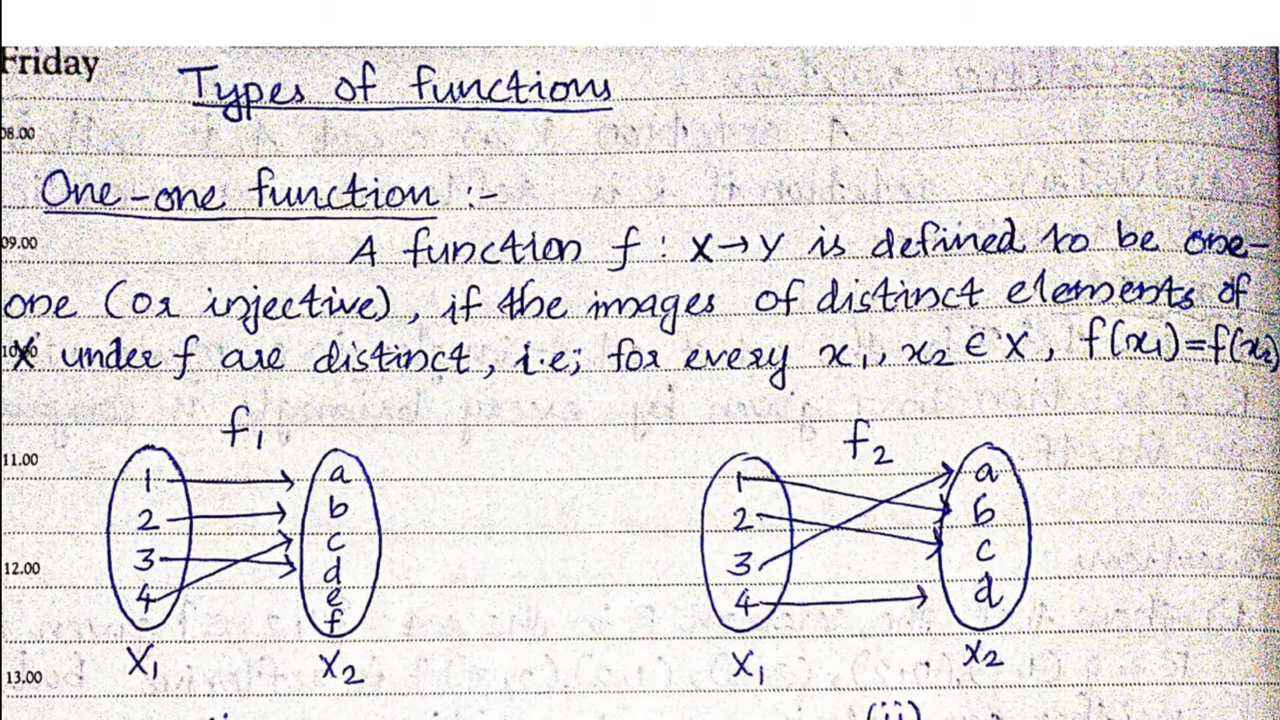 Friday
Types of functions
08.00
One-one function :-
09.00
A function f : X→Y is defined to be one-
one (or injective), if the images of distinct elements of
10.00
X under f are distinct, i.e; for every x₁, x₂ ∈ X, f(x₁)=f(x₂)
f₁
f₂
11.00
1
2
3
4
a
b
c
d
e
f
1
2
3
4
a
b
c
d
12.00
X₁
X₂
X₁
X₂
13.00
(ii)